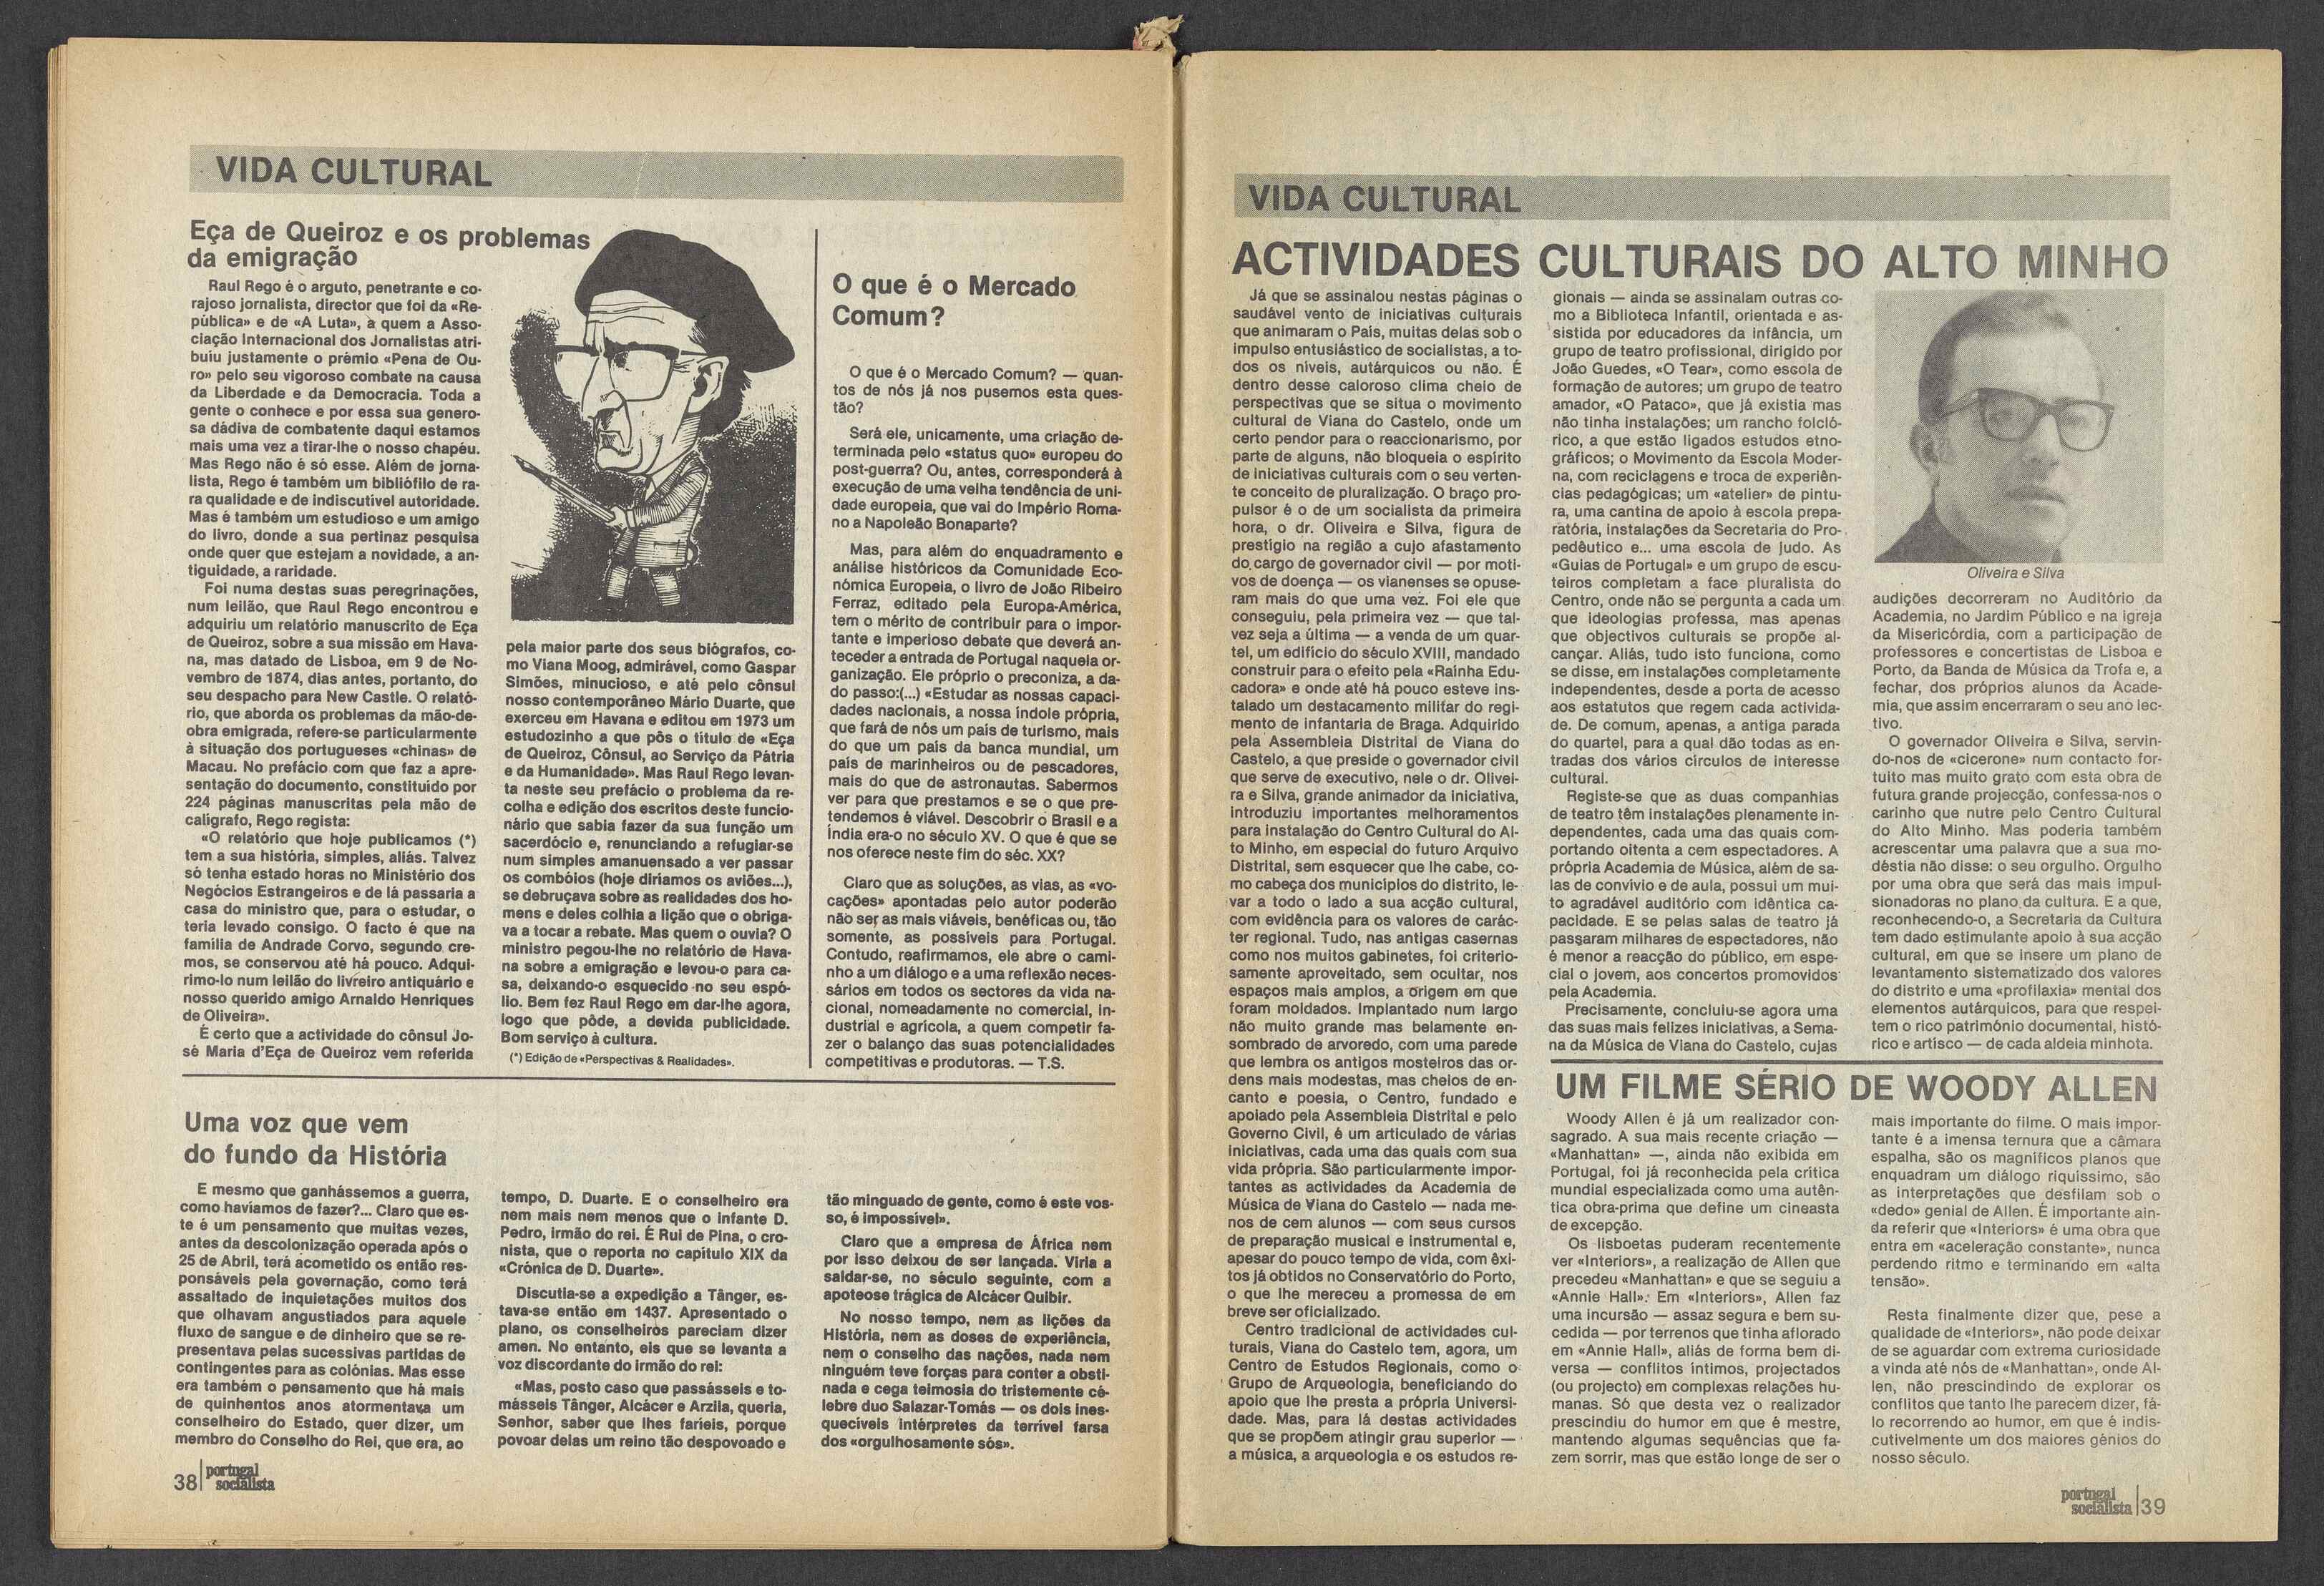 VIDA CULTURAL
Eça de Queiroz e os problemas
da emigração
Raul Rego é o arguto, penetrante e co-
rajoso jornalista, director que foi da «Re-
pública» e de «A Luta», a quem a Asso-
ciação Internacional dos Jornalistas atri-
buiu justamente o prémio «Pena de Ou-
ro» pelo seu vigoroso combate na causa
da Liberdade e da Democracia. Toda a
gente o conhece e por essa sua genero-
sa dádiva de combatente daqui estamos
mais uma vez a tirar-lhe o nosso chapéu.
Mas Rego não é só esse. Além de jorna-
lista, Rego é também um bibliófilo de ra-
ra qualidade e de indiscutível autoridade.
Mas é também um estudioso e um amigo
do livro, donde a sua pertinaz pesquisa
onde quer que estejam a novidade, a an-
tiguidade, a raridade.
Foi numa destas suas peregrinações,
num leilão, que Raul Rego encontrou e
adquiriu um relatório manuscrito de Eça
de Queiroz, sobre a sua missão em Hava-
na, mas datado de Lisboa, em 9 de No-
vembro de 1874, dias antes, portanto, do
seu despacho para New Castle. O relató-
rio, que aborda os problemas da mão-de-
obra emigrada, refere-se particularmente
à situação dos portugueses «chinas» de
Macau. No prefácio com que faz a apre-
sentação do documento, constituído por
224 páginas manuscritas pela mão de
calígrafo, Rego regista:
«O relatório que hoje publicamos (*)
tem a sua história, simples, aliás. Talvez
só tenha estado horas no Ministério dos
Negócios Estrangeiros e de lá passaria a
casa do ministro que, para o estudar, o
teria levado consigo. O facto é que na
família de Andrade Corvo, segundo cre-
mos, se conservou até há pouco. Adqui-
rimo-lo num leilão do livreiro antiquário e
nosso querido amigo Arnaldo Henriques
de Oliveira».
É certo que a actividade do cônsul Jo-
sé Maria d'Eça de Queiroz vem referida
pela maior parte dos seus biógrafos, co-
mo Viana Moog, admirável, como Gaspar
Simões, minucioso, e até pelo cônsul
nosso contemporâneo Mário Duarte, que
exerceu em Havana e editou em 1973 um
estudozinho a que pôs o título de «Eça
de Queiroz, Cônsul, ao Serviço da Pátria
e da Humanidade». Mas Raul Rego levan-
ta neste seu prefácio o problema da re-
colha e edição dos escritos deste funcio-
nário que sabia fazer da sua função um
sacerdócio e, renunciando a refugiar-se
num simples amanuensado a ver passar
os combóios (hoje diríamos os aviões...),
se debruçava sobre as realidades dos ho-
mens e deles colhia a lição que o obriga-
va a tocar a rebate. Mas quem o ouvia? O
ministro pegou-lhe no relatório de Hava-
na sobre a emigração e levou-o para ca-
sa, deixando-o esquecido no seu espó-
lio. Bem fez Raul Rego em dar-lhe agora,
logo que pôde, a devida publicidade.
Bom serviço à cultura.
(*) Edição de «Perspectivas & Realidades».
O que é o Mercado
Comum?
O que é o Mercado Comum? — quan-
tos de nós já nos pusemos esta ques-
tão?
Será ele, unicamente, uma criação de-
terminada pelo «status quo» europeu do
post-guerra? Ou, antes, corresponderá à
execução de uma velha tendência de uni-
dade europeia, que vai do Império Roma-
no a Napoleão Bonaparte?
Mas, para além do enquadramento e
análise históricos da Comunidade Eco-
nómica Europeia, o livro de João Ribeiro
Ferraz, editado pela Europa-América,
tem o mérito de contribuir para o impor-
tante e imperioso debate que deverá an-
teceder a entrada de Portugal naquela or-
ganização. Ele próprio o preconiza, a da-
do passo:(...) «Estudar as nossas capaci-
dades nacionais, a nossa índole própria,
que fará de nós um país de turismo, mais
do que um país da banca mundial, um
país de marinheiros ou de pescadores,
mais do que de astronautas. Sabermos
ver para que prestamos e se o que pre-
tendemos é viável. Descobrir o Brasil e a
Índia era-o no século XV. O que é que se
nos oferece neste fim do séc. XX?
Claro que as soluções, as vias, as «vo-
cações» apontadas pelo autor poderão
não ser as mais viáveis, benéficas ou, tão
somente, as possíveis para Portugal.
Contudo, reafirmamos, ele abre o cami-
nho a um diálogo e a uma reflexão neces-
sários em todos os sectores da vida na-
cional, nomeadamente no comercial, in-
dustrial e agrícola, a quem competir fa-
zer o balanço das suas potencialidades
competitivas e produtoras. — T.S.
Uma voz que vem
do fundo da História
E mesmo que ganhássemos a guerra,
como havíamos de fazer?... Claro que es-
te é um pensamento que muitas vezes,
antes da descolonização operada após o
25 de Abril, terá acometido os então res-
ponsáveis pela governação, como terá
assaltado de inquietações muitos dos
que olhavam angustiados para aquele
fluxo de sangue e de dinheiro que se re-
presentava pelas sucessivas partidas de
contingentes para as colónias. Mas esse
era também o pensamento que há mais
de quinhentos anos atormentava um
conselheiro do Estado, quer dizer, um
membro do Conselho do Rei, que era, ao
tempo, D. Duarte. E o conselheiro era
nem mais nem menos que o infante D.
Pedro, irmão do rei. É Rui de Pina, o cro-
nista, que o reporta no capítulo XIX da
«Crónica de D. Duarte».
Discutia-se a expedição a Tânger, es-
tava-se então em 1437. Apresentado o
plano, os conselheiros pareciam dizer
amen. No entanto, eis que se levanta a
voz discordante do irmão do rei:
«Mas, posto caso que passásseis e to-
másseis Tânger, Alcácer e Arzila, queria,
Senhor, saber que lhes faríeis, porque
povoar delas um reino tão despovoado e
tão minguado de gente, como é este vos-
so, é impossível».
Claro que a empresa de África nem
por isso deixou de ser lançada. Viria a
saldar-se, no século seguinte, com a
apoteose trágica de Alcácer Quibir.
No nosso tempo, nem as lições da
História, nem as doses de experiência,
nem o conselho das nações, nada nem
ninguém teve forças para conter a obsti-
nada e cega teimosia do tristemente cé-
lebre duo Salazar-Tomás — os dois ines-
quecíveis intérpretes da terrível farsa
dos «orgulhosamente sós».
38 portugal
socialista
VIDA CULTURAL
ACTIVIDADES CULTURAIS DO ALTO MINHO
Já que se assinalou nestas páginas o
saudável vento de iniciativas culturais
que animaram o País, muitas delas sob o
impulso entusiástico de socialistas, a to-
dos os níveis, autárquicos ou não. É
dentro desse caloroso clima cheio de
perspectivas que se situa o movimento
cultural de Viana do Castelo, onde um
certo pendor para o reaccionarismo, por
parte de alguns, não bloqueia o espírito
de iniciativas culturais com o seu verten-
te conceito de pluralização. O braço pro-
pulsor é o de um socialista da primeira
hora, o dr. Oliveira e Silva, figura de
prestígio na região a cujo afastamento
do cargo de governador civil — por moti-
vos de doença — os vianenses se opuse-
ram mais do que uma vez. Foi ele que
conseguiu, pela primeira vez — que tal-
vez seja a última — a venda de um quar-
tel, um edifício do século XVIII, mandado
construir para o efeito pela «Rainha Edu-
cadora» e onde até há pouco esteve ins-
talado um destacamento militar do regi-
mento de infantaria de Braga. Adquirido
pela Assembleia Distrital de Viana do
Castelo, a que preside o governador civil
que serve de executivo, nele o dr. Olivei-
ra e Silva, grande animador da iniciativa,
introduziu importantes melhoramentos
para instalação do Centro Cultural do Al-
to Minho, em especial do futuro Arquivo
Distrital, sem esquecer que lhe cabe, co-
mo cabeça dos municípios do distrito, le-
var a todo o lado a sua acção cultural,
com evidência para os valores de carác-
ter regional. Tudo, nas antigas casernas
como nos muitos gabinetes, foi criterio-
samente aproveitado, sem ocultar, nos
espaços mais amplos, a origem em que
foram moldados. Implantado num largo
não muito grande mas belamente en-
sombrado de arvoredo, com uma parede
que lembra os antigos mosteiros das or-
dens mais modestas, mas cheios de en-
canto e poesia, o Centro, fundado e
apoiado pela Assembleia Distrital e pelo
Governo Civil, é um articulado de várias
iniciativas, cada uma das quais com sua
vida própria. São particularmente impor-
tantes as actividades da Academia de
Música de Viana do Castelo — nada me-
nos de cem alunos — com seus cursos
de preparação musical e instrumental e,
apesar do pouco tempo de vida, com êxi-
tos já obtidos no Conservatório do Porto,
o que lhe mereceu a promessa de em
breve ser oficializado.
Centro tradicional de actividades cul-
turais, Viana do Castelo tem, agora, um
Centro de Estudos Regionais, como o
Grupo de Arqueologia, beneficiando do
apoio que lhe presta a própria Universi-
dade. Mas, para lá destas actividades
que se propõem atingir grau superior —
a música, a arqueologia e os estudos re-
gionais — ainda se assinalam outras co-
mo a Biblioteca Infantil, orientada e as-
sistida por educadores da infância, um
grupo de teatro profissional, dirigido por
João Guedes, «O Tear», como escola de
formação de autores; um grupo de teatro
amador, «O Pataco», que já existia mas
não tinha instalações; um rancho folcló-
rico, a que estão ligados estudos etno-
gráficos; o Movimento da Escola Moder-
na, com reciclagens e troca de experiên-
cias pedagógicas; um «atelier» de pintu-
ra, uma cantina de apoio à escola prepa-
ratória, instalações da Secretaria do Pro-
pedêutico e... uma escola de judo. As
«Guias de Portugal» e um grupo de escu-
teiros completam a face pluralista do
Centro, onde não se pergunta a cada um
que ideologias professa, mas apenas
que objectivos culturais se propõe al-
cançar. Aliás, tudo isto funciona, como
se disse, em instalações completamente
independentes, desde a porta de acesso
aos estatutos que regem cada activida-
de. De comum, apenas, a antiga parada
do quartel, para a qual dão todas as en-
tradas dos vários círculos de interesse
cultural.
Registe-se que as duas companhias
de teatro têm instalações plenamente in-
dependentes, cada uma das quais com-
portando oitenta a cem espectadores. A
própria Academia de Música, além de sa-
las de convívio e de aula, possui um mui-
to agradável auditório com idêntica ca-
pacidade. E se pelas salas de teatro já
passaram milhares de espectadores, não
é menor a reacção do público, em espe-
cial o jovem, aos concertos promovidos
pela Academia.
Precisamente, concluiu-se agora uma
das suas mais felizes iniciativas, a Sema-
na da Música de Viana do Castelo, cujas
Oliveira e Silva
audições decorreram no Auditório da
Academia, no Jardim Público e na igreja
da Misericórdia, com a participação de
professores e concertistas de Lisboa e
Porto, da Banda de Música da Trofa e, a
fechar, dos próprios alunos da Acade-
mia, que assim encerraram o seu ano lec-
tivo.
O governador Oliveira e Silva, servin-
do-nos de «cicerone» num contacto for-
tuito mas muito grato com esta obra de
futura grande projecção, confessa-nos o
carinho que nutre pelo Centro Cultural
do Alto Minho. Mas poderia também
acrescentar uma palavra que a sua mo-
déstia não disse: o seu orgulho. Orgulho
por uma obra que será das mais impul-
sionadoras no plano da cultura. E a que,
reconhecendo-o, a Secretaria da Cultura
tem dado estimulante apoio à sua acção
cultural, em que se insere um plano de
levantamento sistematizado dos valores
do distrito e uma «profilaxia» mental dos
elementos autárquicos, para que respei-
tem o rico património documental, histó-
rico e artísco — de cada aldeia minhota.
UM FILME SÉRIO DE WOODY ALLEN
Woody Allen é já um realizador con-
sagrado. A sua mais recente criação —
«Manhattan» —, ainda não exibida em
Portugal, foi já reconhecida pela crítica
mundial especializada como uma autên-
tica obra-prima que define um cineasta
de excepção.
Os lisboetas puderam recentemente
ver «Interiors», a realização de Allen que
precedeu «Manhattan» e que se seguiu a
«Annie Hall». Em «Interiors», Allen faz
uma incursão — assaz segura e bem su-
cedida — por terrenos que tinha aflorado
em «Annie Hall», aliás de forma bem di-
versa — conflitos íntimos, projectados
(ou projecto) em complexas relações hu-
manas. Só que desta vez o realizador
prescindiu do humor em que é mestre,
mantendo algumas sequências que fa-
zem sorrir, mas que estão longe de ser o
mais importante do filme. O mais impor-
tante é a imensa ternura que a câmara
espalha, são os magníficos planos que
enquadram um diálogo riquíssimo, são
as interpretações que desfilam sob o
«dedo» genial de Allen. É importante ain-
da referir que «Interiors» é uma obra que
entra em «aceleração constante», nunca
perdendo ritmo e terminando em «alta
tensão».
Resta finalmente dizer que, pese a
qualidade de «Interiors», não pode deixar
de se aguardar com extrema curiosidade
a vinda até nós de «Manhattan», onde Al-
len, não prescindindo de explorar os
conflitos que tanto lhe parecem dizer, fá-
lo recorrendo ao humor, em que é indis-
cutivelmente um dos maiores génios do
nosso século.
portugal
socialista 39